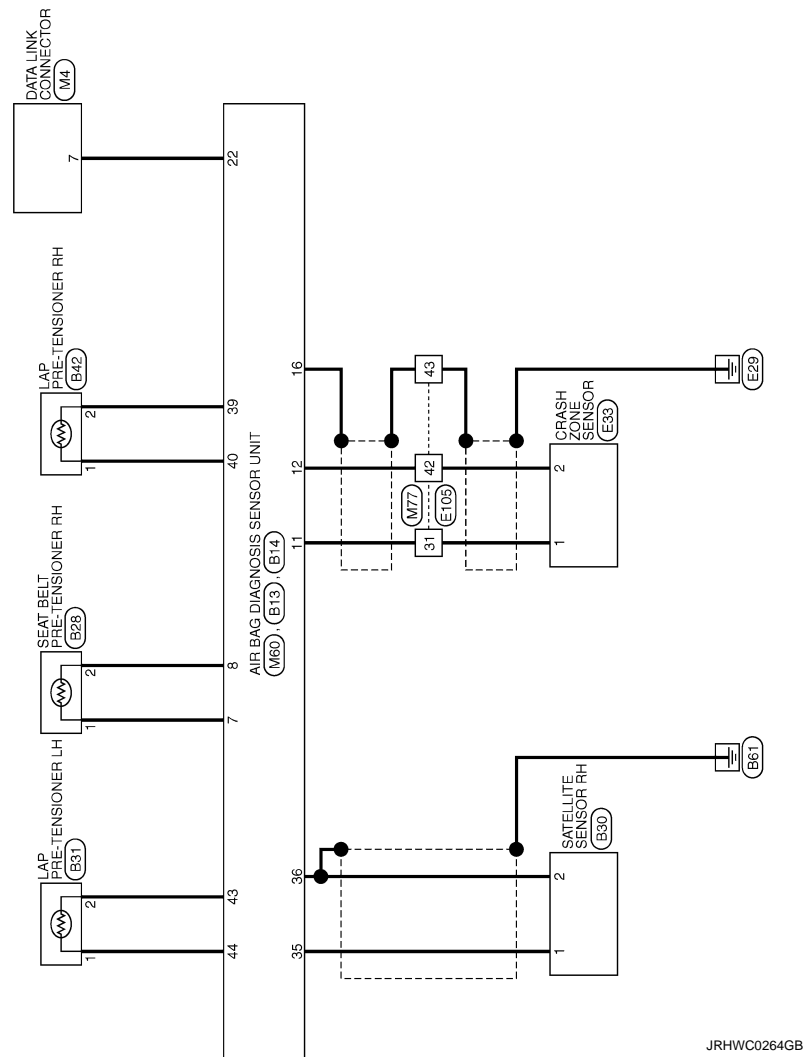 DATA LINK
CONNECTOR
M4
7
22
LAP
PRE-TENSIONER RH
B42
1
2
40
39
SEAT BELT
PRE-TENSIONER RH
B28
1
2
7
8
LAP
PRE-TENSIONER LH
B31
1
2
44
43
AIR BAG DIAGNOSIS SENSOR UNIT
M60 , B13 , B14
35
36
11
12
16
M77
E105
31
42
43
SATELLITE
SENSOR RH
B30
1
2
B61
CRASH
ZONE
SENSOR
E33
1
2
E29
JRHWC0264GB